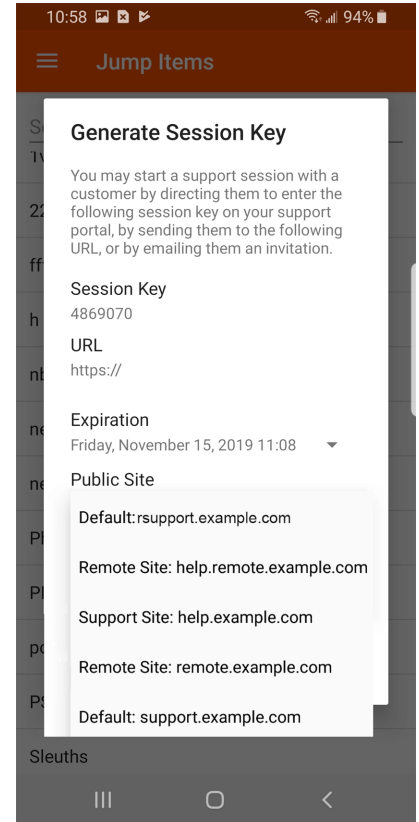 10:58 94%
Jump Items
Generate Session Key
You may start a support session with a
customer by directing them to enter the
following session key on your support
portal, by sending them to the following
URL, or by emailing them an invitation.
Session Key
4869070
URL
https://
Expiration
Friday, November 15, 2019 11:08
Public Site
Default:rsupport.example.com
Remote Site: help.remote.example.com
Support Site: help.example.com
Remote Site: remote.example.com
Default: support.example.com
Sleuths